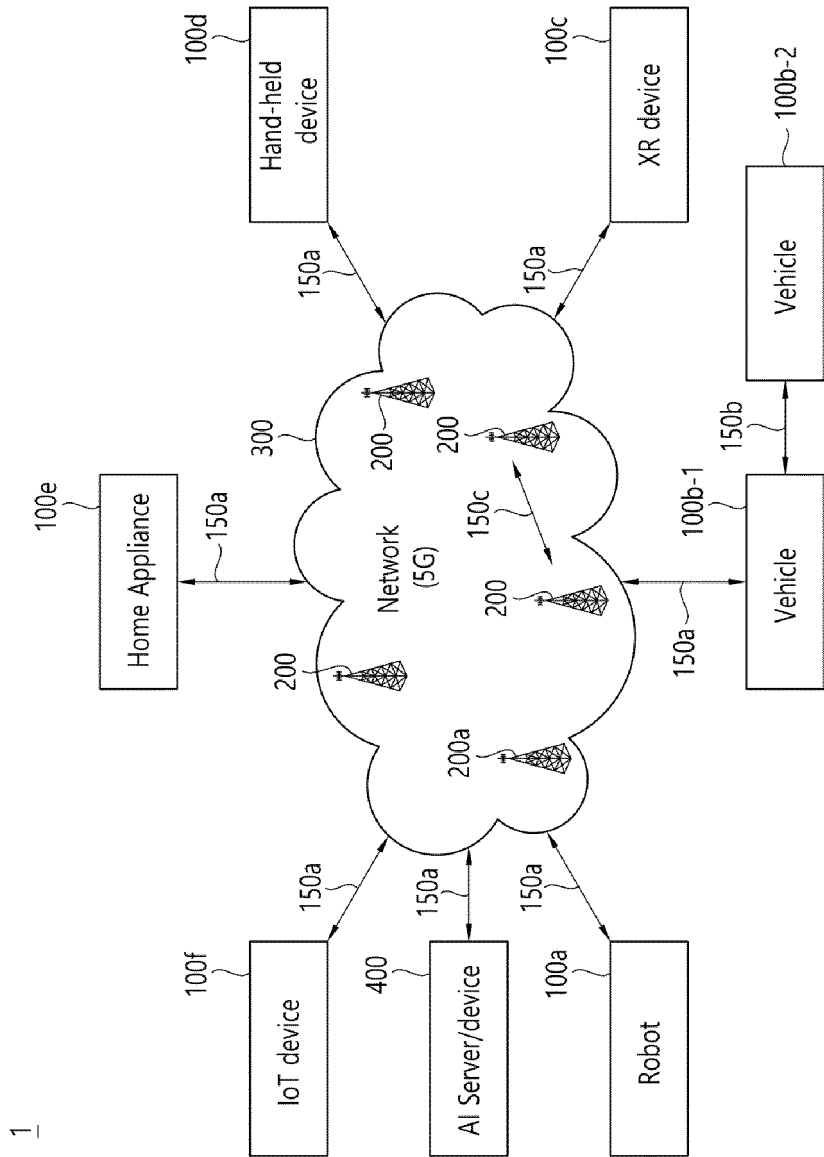 1
100e
Home Appliance
150a
100f
IoT device
150a
300
100d
Hand-held
device
150a
200
200
Network
(5G)
400
AI Server/device
150a
200
200a
150c
200
150a
150a
100a
Robot
100c
XR device
150a
100b-1
Vehicle
150b
100b-2
Vehicle